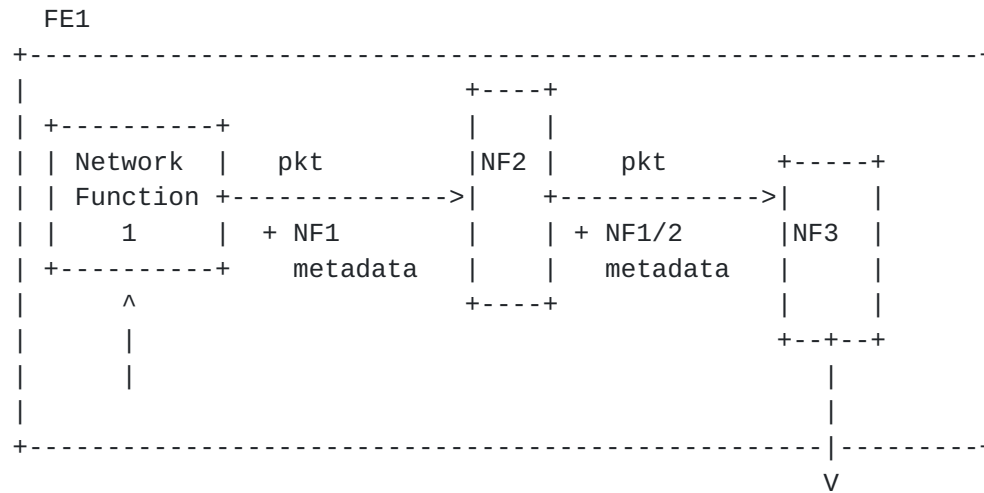 FE1
Network pkt NF2 pkt
Function
1 + NF1 + NF1/2 NF3
metadata metadata